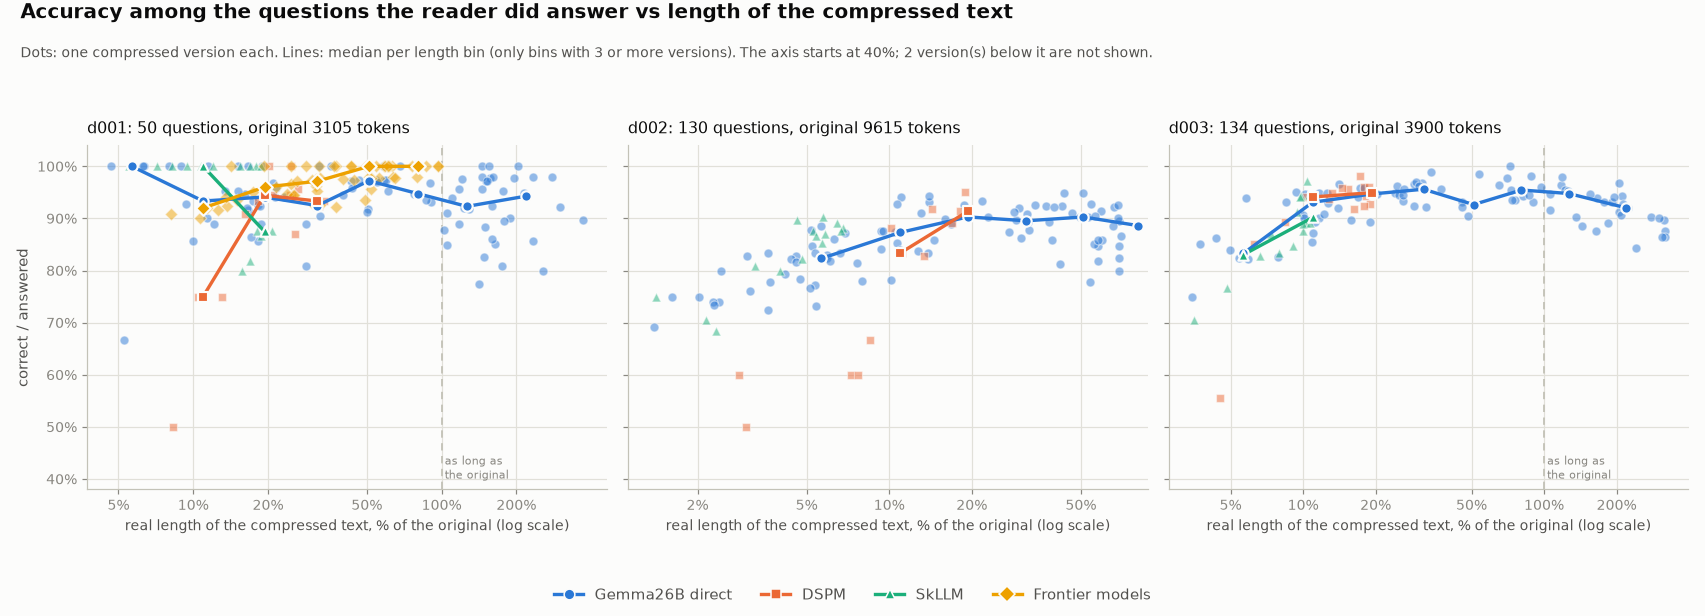 Accuracy among the questions the reader did answer vs length of the compressed text
Dots: one compressed version each. Lines: median per length bin (only bins with 3 or more versions). The axis starts at 40%; 2 version(s) below it are not shown.
d001: 50 questions, original 3105 tokens
d002: 130 questions, original 9615 tokens
d003: 134 questions, original 3900 tokens
correct / answered
100%
90%
80%
70%
60%
50%
40%
as long as
the original
as long as
the original
5% 10% 20% 50% 100% 200%
2% 5% 10% 20% 50%
5% 10% 20% 50% 100% 200%
real length of the compressed text, % of the original (log scale)
real length of the compressed text, % of the original (log scale)
real length of the compressed text, % of the original (log scale)
Gemma26B direct DSPM SkLLM Frontier models